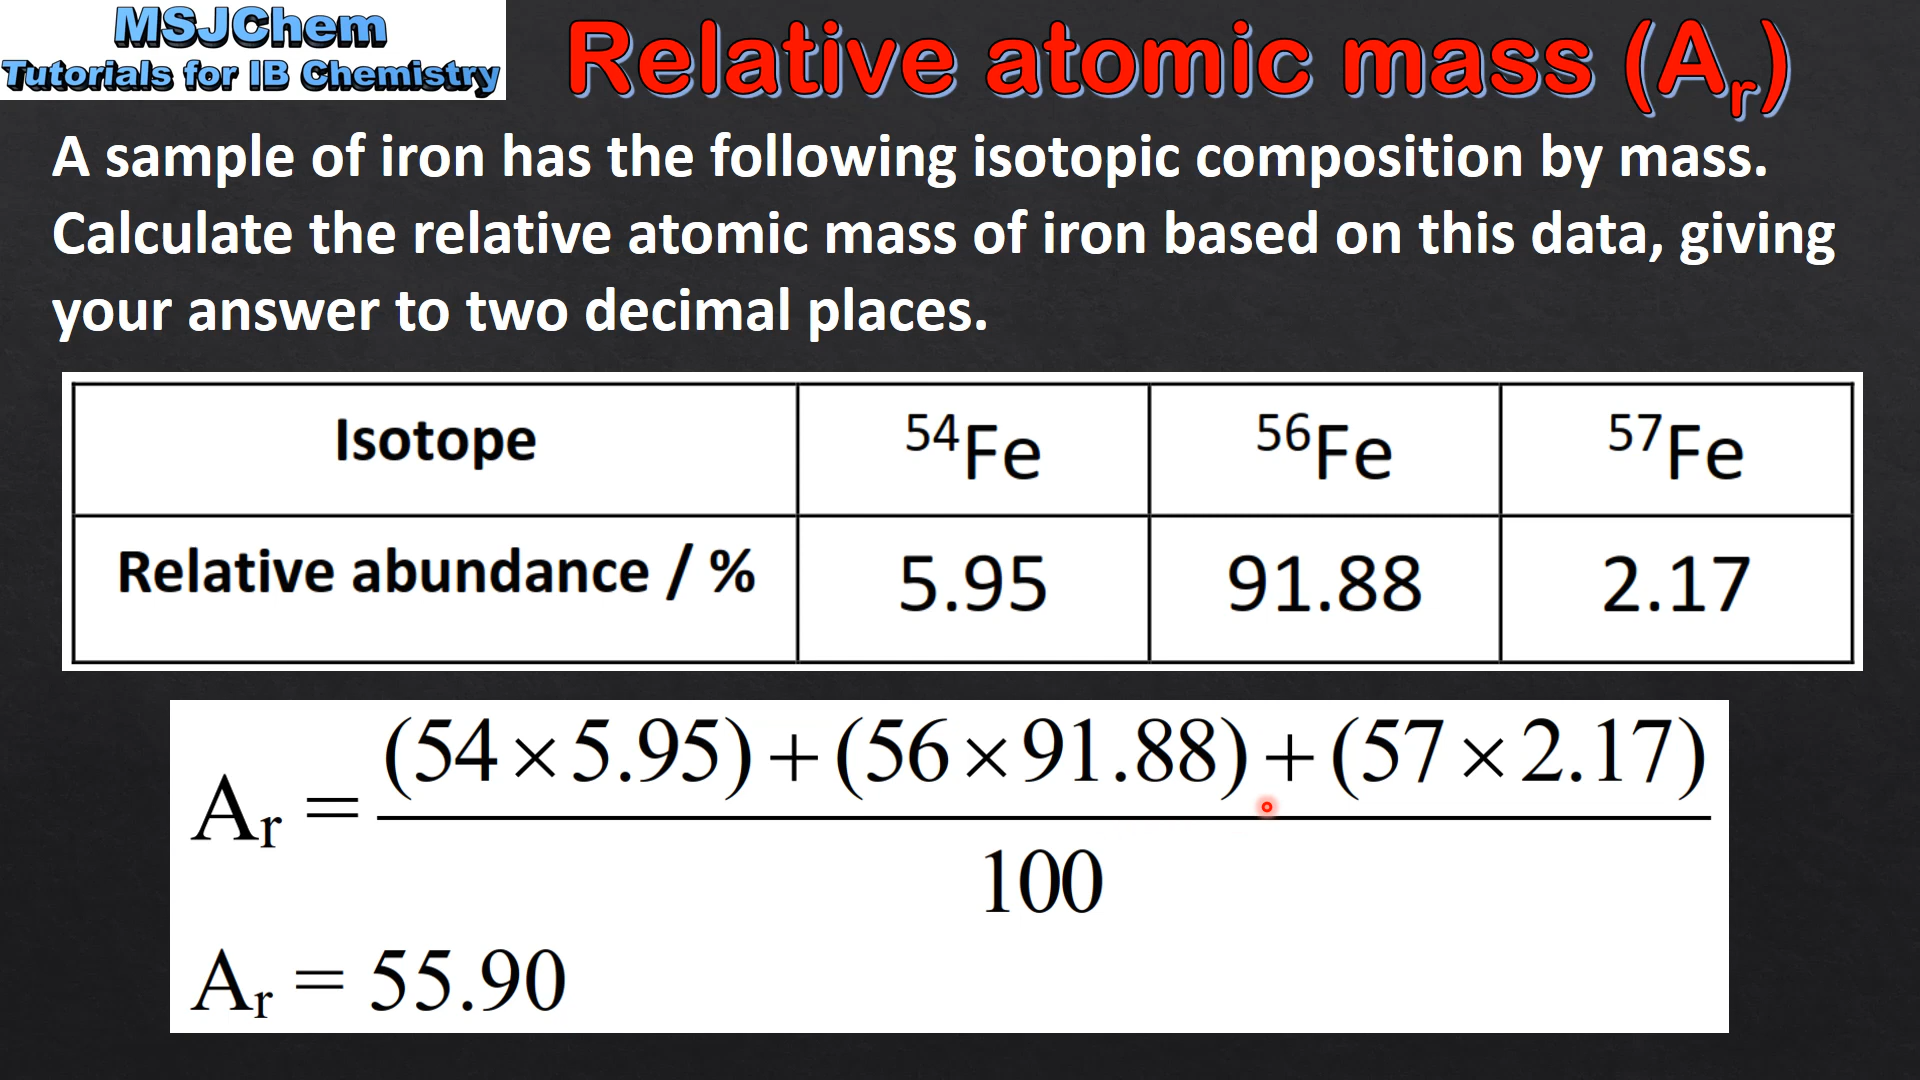 MSJChem
Tutorials for IB Chemistry
Relative atomic mass (Aᵣ)
A sample of iron has the following isotopic composition by mass.
Calculate the relative atomic mass of iron based on this data, giving
your answer to two decimal places.
Isotope ⁵⁴Fe ⁵⁶Fe ⁵⁷Fe
Relative abundance / % 5.95 91.88 2.17
(54×5.95)+(56×91.88)+(57×2.17)
Aᵣ =
100
Aᵣ = 55.90